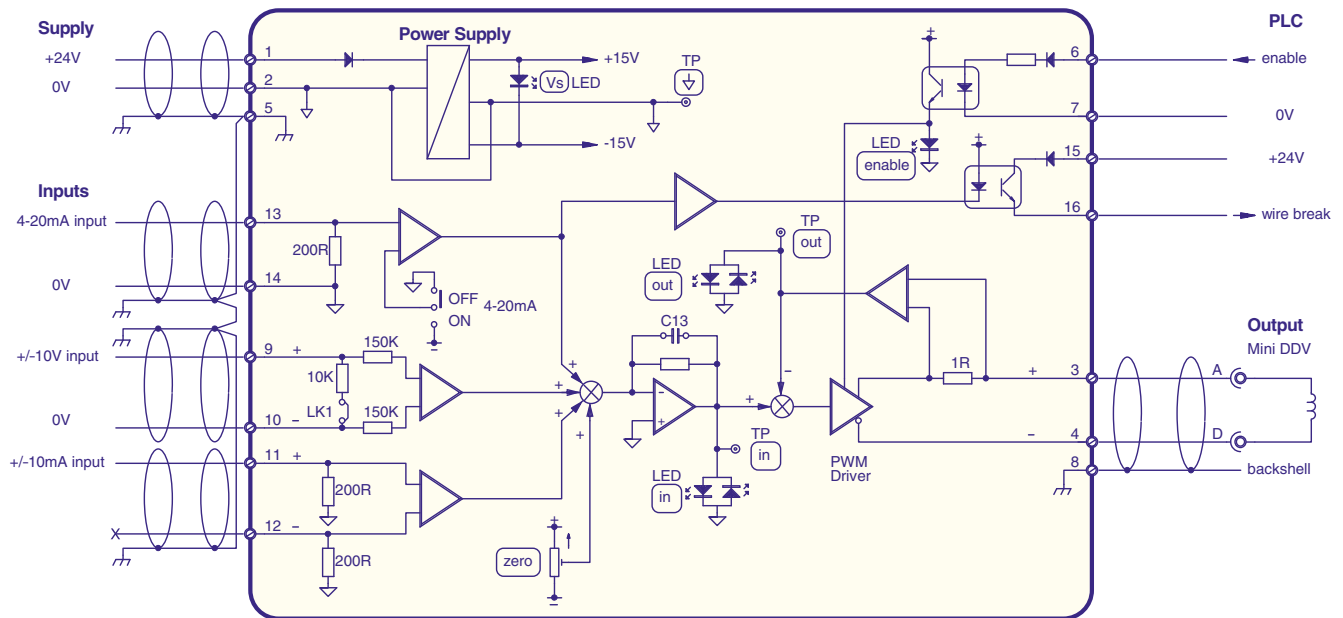 Supply
Power Supply
PLC
+24V
1
+15V
TP
+
6
enable
0V
2
Vs
LED
5
7
0V
-15V
LED
enable
+
15
+24V
Inputs
4-20mA input
13
16
wire break
200R
TP
out
LED
out
0V
14
OFF
4-20mA
ON
−
C13
Output
Mini DDV
+/-10V input
9
+
150K
+
−
1R
+
3
A
10K
LK1
+
−
+
+
0V
10
−
150K
+
+
−
4
D
+/-10mA input
11
+
TP
in
PWM
Driver
8
backshell
200R
LED
in
X
12
−
+
200R
zero
−